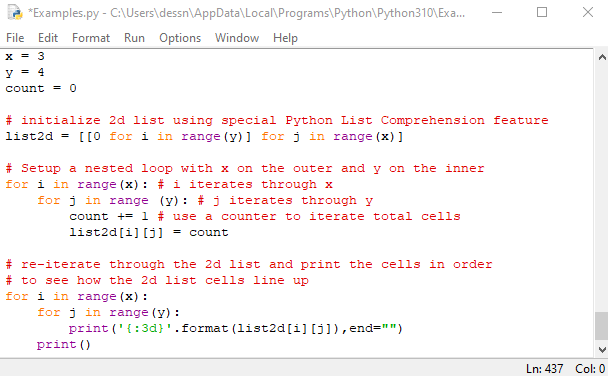 *Examples.py - C:\Users\dessn\AppData\Local\Programs\Python\Python310\Exa...
File Edit Format Run Options Window Help
x = 3
y = 4
count = 0

# initialize 2d list using special Python List Comprehension feature
list2d = [[0 for i in range(y)] for j in range(x)]

# Setup a nested loop with x on the outer and y on the inner
for i in range(x): # i iterates through x
    for j in range (y): # j iterates through y
        count += 1 # use a counter to iterate total cells
        list2d[i][j] = count

# re-iterate through the 2d list and print the cells in order
# to see how the 2d list cells line up
for i in range(x):
    for j in range(y):
        print('{:3d}'.format(list2d[i][j]),end="")
    print()
Ln: 437 Col: 0